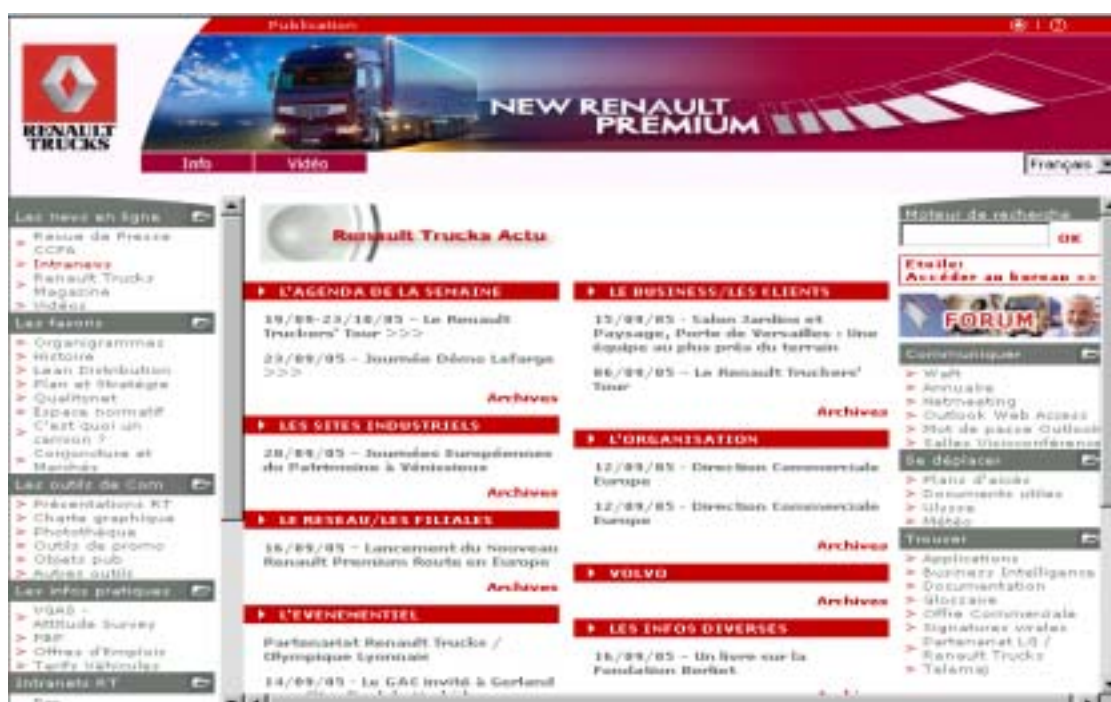 Publication
RENAULT
TRUCKS
NEW RENAULT
PREMIUM
Info
Vidéo
Français
Les news en ligne
Revue de Presse
CCFA
Intranews
Renault Trucks
Magazine
Vidéos
Les favoris
Organigrammes
Histoire
Lean Distribution
Plan et Stratégie
Qualitynet
Espace normatif
C'est quoi un
camion ?
Conjoncture et
Marchés
Les outils de Com
Présentations RT
Charte graphique
Photothèque
Outils de promo
Objets pub
Autres outils
Les infos pratiques
Attitude Survey
Offres d'Emplois
Tarifs Véhicules
Intranets RT
Renault Trucks Actu
L'AGENDA DE LA SEMAINE
19/09-23/10/05 - Le Renault
Truckers' Tour >>>
23/09/05 - Journée Démo Lafarge
>>>
Archives
LES SITES INDUSTRIELS
20/09/05 - Journées Européennes
du Patrimoine à Vénissieux
Archives
LE RESEAU/LES FILIALES
16/09/05 - Lancement du Nouveau
Renault Premium Route en Europe
Archives
L'EVENEMENTIEL
Partenariat Renault Trucks /
Olympique Lyonnais
14/09/05 - Le GAC invité à Gerland
LE BUSINESS/LES CLIENTS
15/09/05 - Salon Jardins et
Paysage, Porte de Versailles : Une
équipe au plus près du terrain
06/09/05 - Le Renault Truckers'
Tour
Archives
L'ORGANISATION
12/09/05 - Direction Commerciale
Europe
12/09/05 - Direction Commerciale
Europe
Archives
VOLVO
Archives
LES INFOS DIVERSES
16/09/05 - Un livre sur la
Fondation Berliet
Moteur de recherche
OK
Etoile:
Accéder au bureau >>
FORUM
Communiquer
Annuaire
Netmeeting
Outlook Web Access
Mot de passe Outlook
Salles Visioconférence
Se déplacer
Plans d'accès
Documents utiles
Ulysse
Météo
Trouver
Applications
Business Intelligence
Documentation
Glossaire
Offre Commerciale
Signatures virales
Partenariat LG /
Renault Trucks
Telemaj